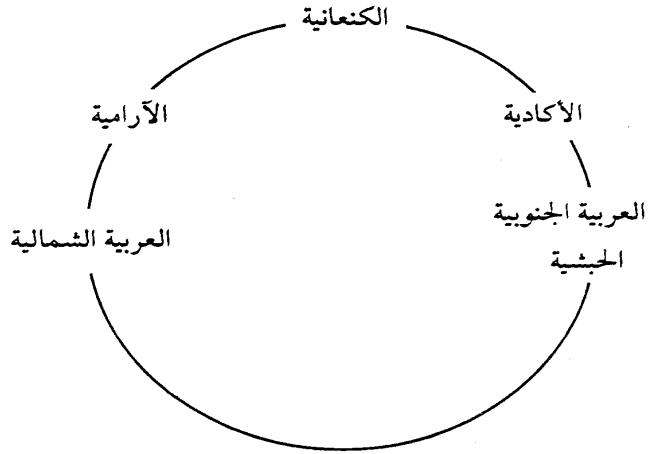 الكنعانية
الأكادية
الآرامية
العربية الجنوبية
الحبشية
العربية الشمالية